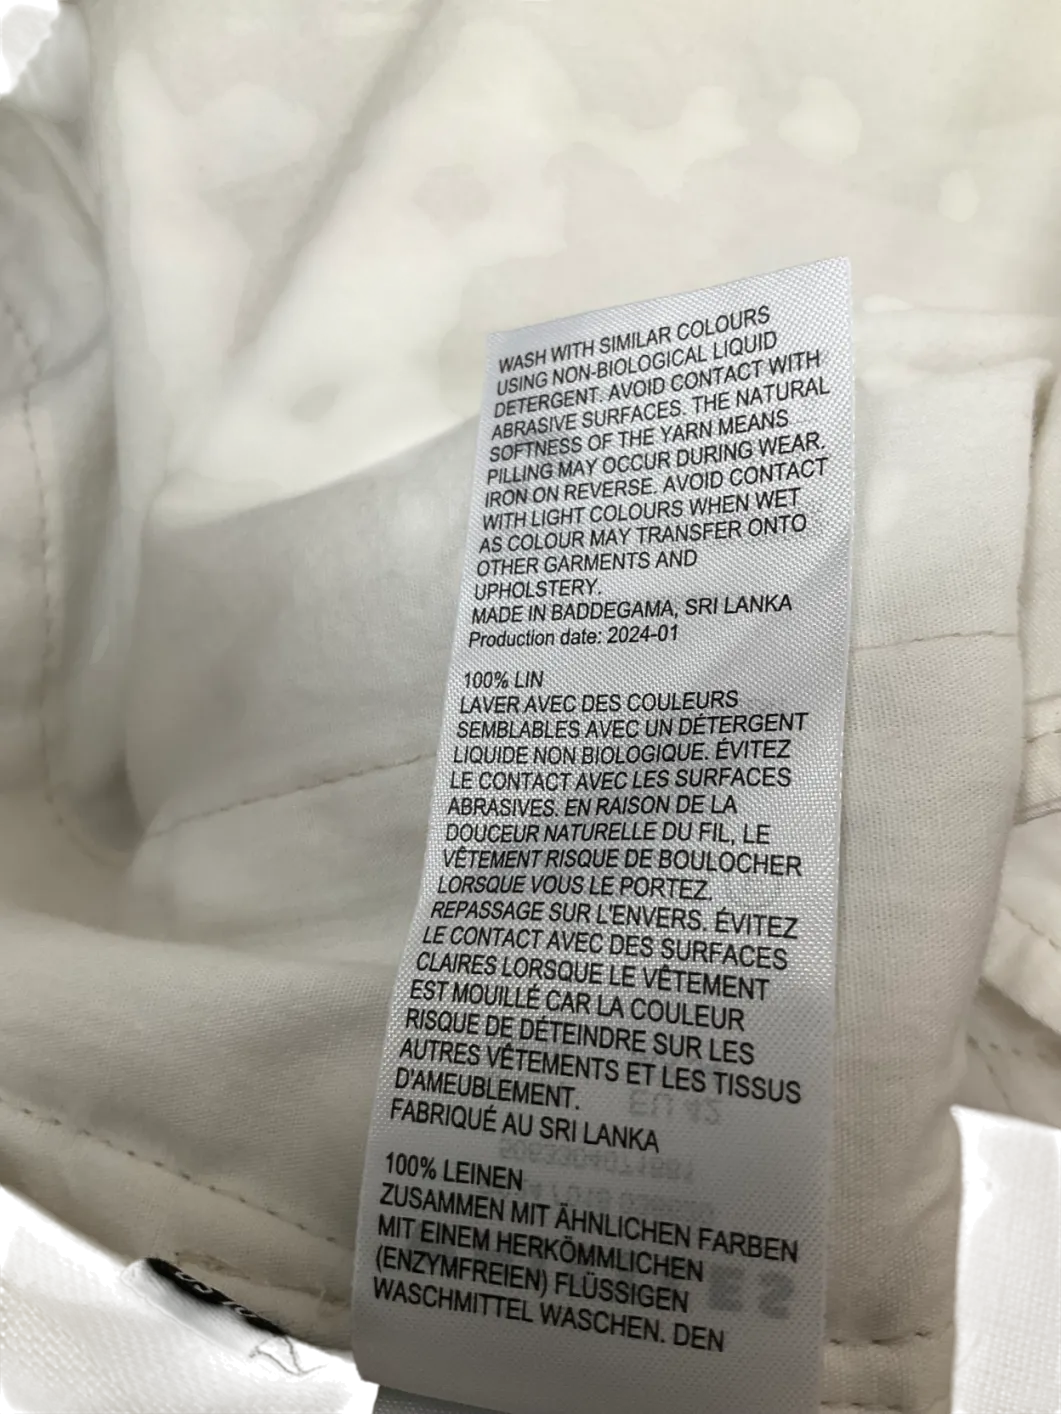 WASH WITH SIMILAR COLOURS
USING NON-BIOLOGICAL LIQUID
DETERGENT. AVOID CONTACT WITH
ABRASIVE SURFACES. THE NATURAL
SOFTNESS OF THE YARN MEANS
PILLING MAY OCCUR DURING WEAR.
IRON ON REVERSE. AVOID CONTACT
WITH LIGHT COLOURS WHEN WET
AS COLOUR MAY TRANSFER ONTO
OTHER GARMENTS AND
UPHOLSTERY.
MADE IN BADDEGAMA, SRI LANKA
Production date: 2024-01
100% LIN
LAVER AVEC DES COULEURS
SEMBLABLES AVEC UN DÉTERGENT
LIQUIDE NON BIOLOGIQUE. ÉVITEZ
LE CONTACT AVEC LES SURFACES
ABRASIVES. EN RAISON DE LA
DOUCEUR NATURELLE DU FIL, LE
VÊTEMENT RISQUE DE BOULOCHER
LORSQUE VOUS LE PORTEZ.
REPASSAGE SUR L'ENVERS. ÉVITEZ
LE CONTACT AVEC DES SURFACES
CLAIRES LORSQUE LE VÊTEMENT
EST MOUILLÉ CAR LA COULEUR
RISQUE DE DÉTEINDRE SUR LES
AUTRES VÊTEMENTS ET LES TISSUS
D'AMEUBLEMENT.
FABRIQUÉ AU SRI LANKA
EU 42
100% LEINEN
ZUSAMMEN MIT ÄHNLICHEN FARBEN
MIT EINEM HERKÖMMLICHEN
(ENZYMFREIEN) FLÜSSIGEN
WASCHMITTEL WASCHEN. DEN